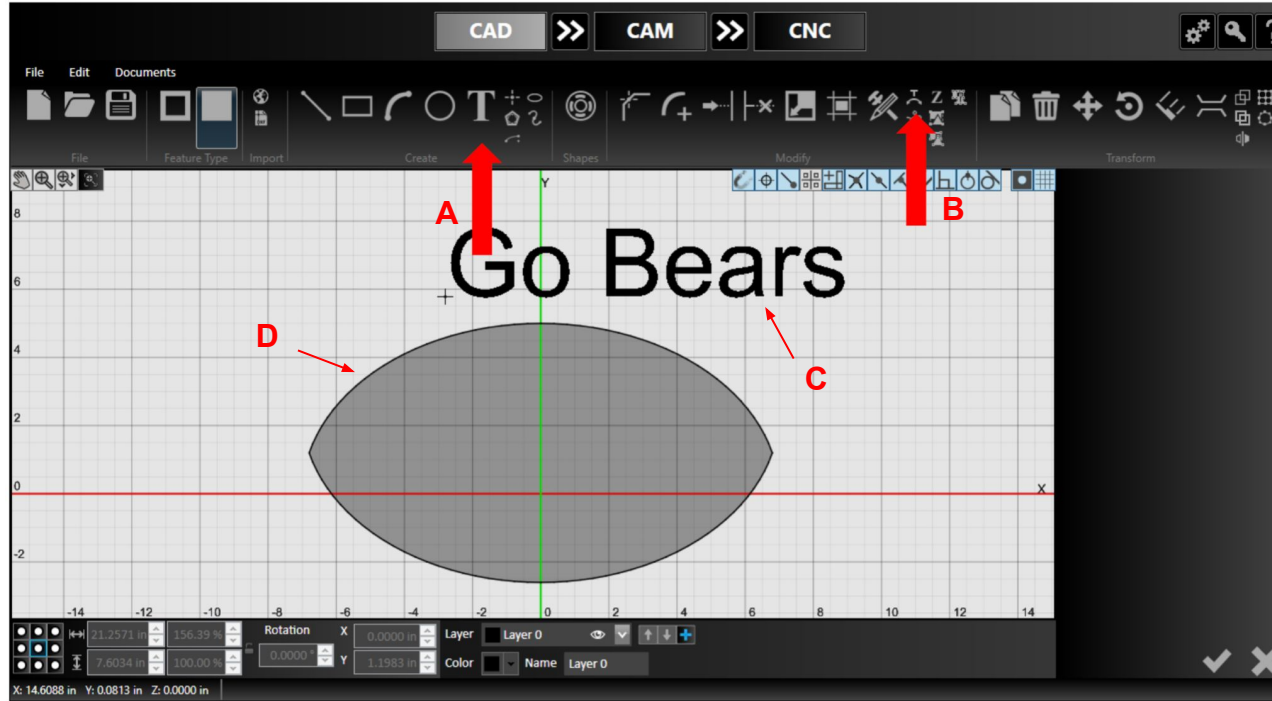 CAD CAM CNC
File Edit Documents
File Feature Type Import Create Shapes Modify Transform
Y
8
A B
Go Bears
6
D
4
C
2
0 X
-2
-14 -12 -10 -8 -6 -4 -2 0 2 4 6 8 10 12 14
21.2571 in 156.39 % Rotation X 0.0000 in Layer Layer 0
7.6034 in 100.00 % 0.0000 ° Y 1.1983 in Color Name Layer 0
X: 14.6088 in Y: 0.0813 in Z: 0.0000 in